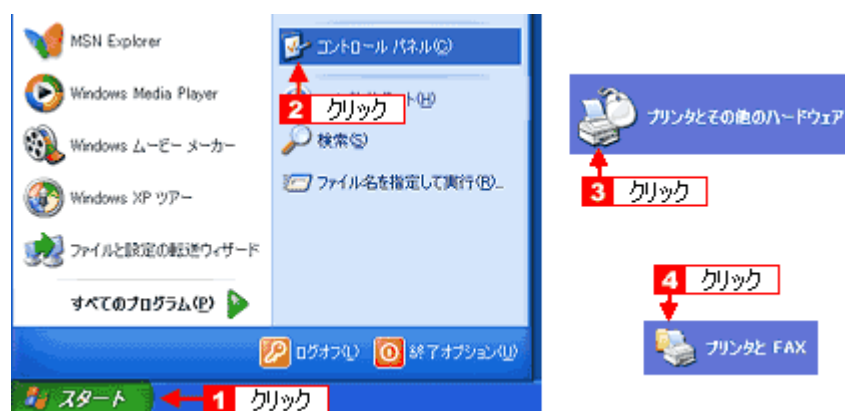 MSN Explorer
Windows Media Player
Windows ムービー メーカー
Windows XP ツアー
ファイルと設定の転送ウィザード
すべてのプログラム(P)
コントロール パネル(C)
2 クリック
ト(H)
検索(S)
ファイル名を指定して実行(R)...
ログオフ(L)
終了オプション(U)
スタート
1 クリック
プリンタとその他のハードウェア
3 クリック
4 クリック
プリンタと FAX